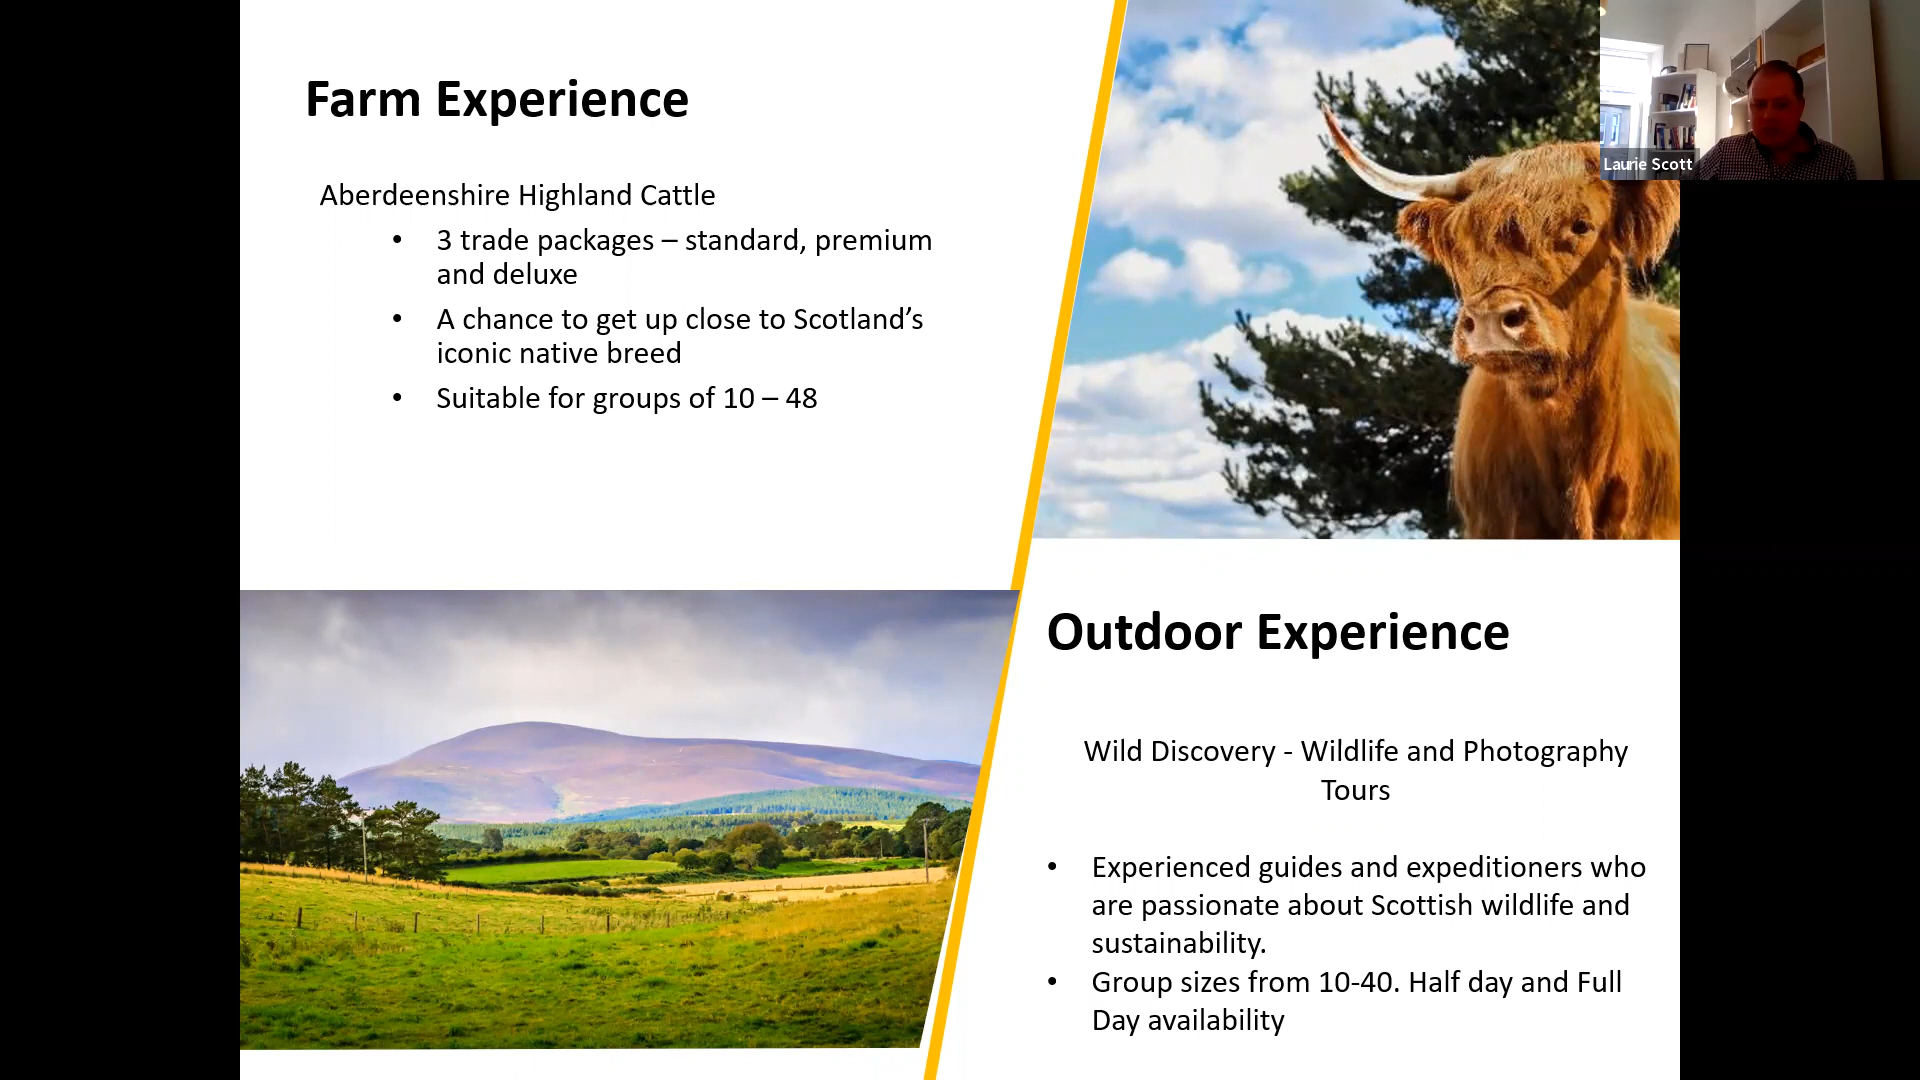 Farm Experience
Aberdeenshire Highland Cattle
• 3 trade packages – standard, premium
and deluxe
• A chance to get up close to Scotland’s
iconic native breed
• Suitable for groups of 10 – 48
Laurie Scott
Outdoor Experience
Wild Discovery - Wildlife and Photography
Tours
• Experienced guides and expeditioners who
are passionate about Scottish wildlife and
sustainability.
• Group sizes from 10-40. Half day and Full
Day availability